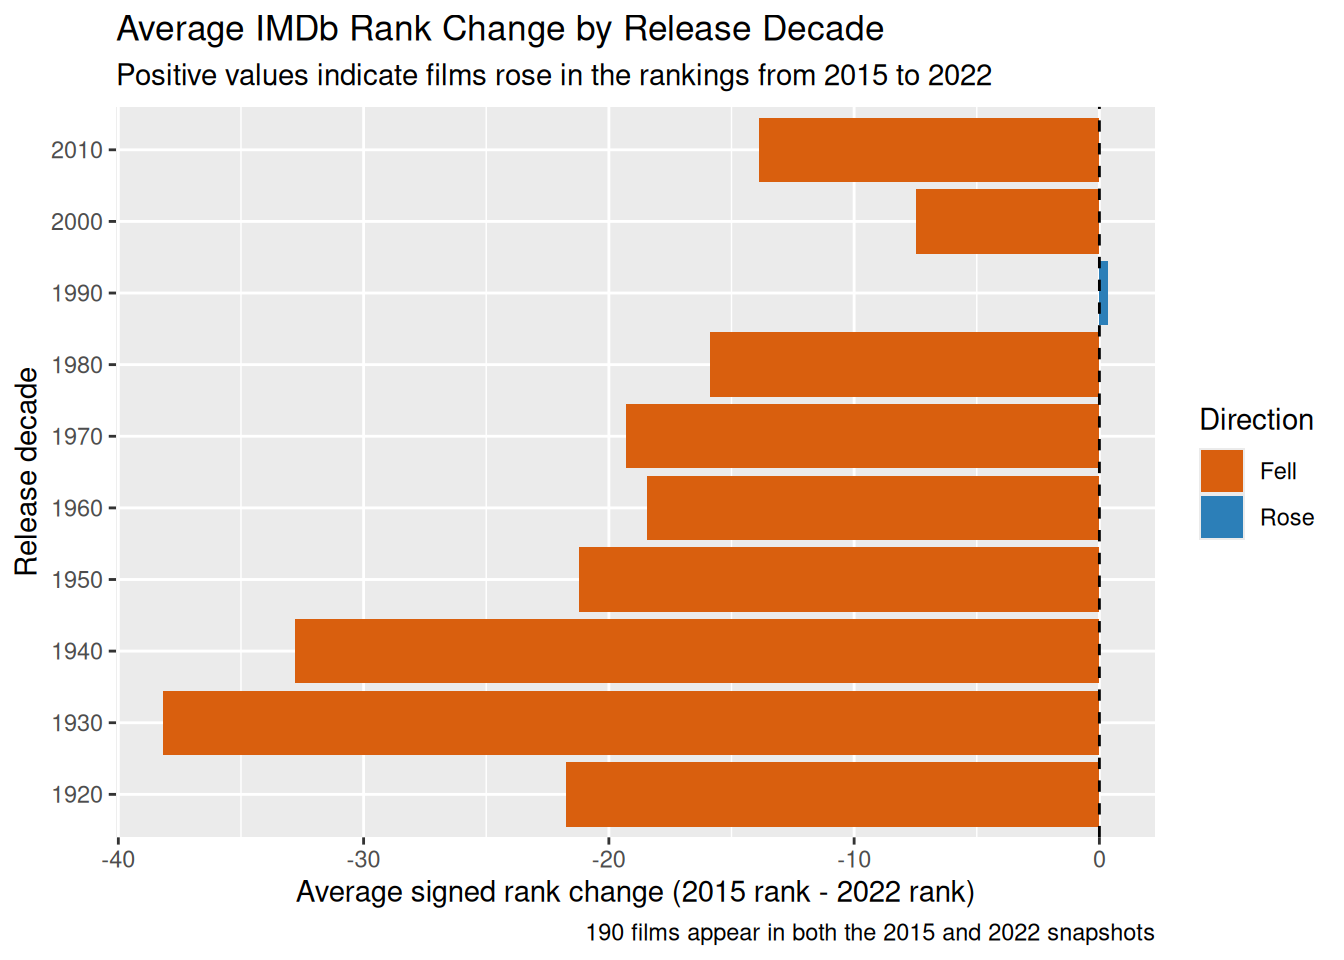 Average IMDb Rank Change by Release Decade
Positive values indicate films rose in the rankings from 2015 to 2022
Release decade
2010
2000
1990
1980
1970
1960
1950
1940
1930
1920
-40 -30 -20 -10 0
Average signed rank change (2015 rank - 2022 rank)
190 films appear in both the 2015 and 2022 snapshots
Direction
Fell
Rose